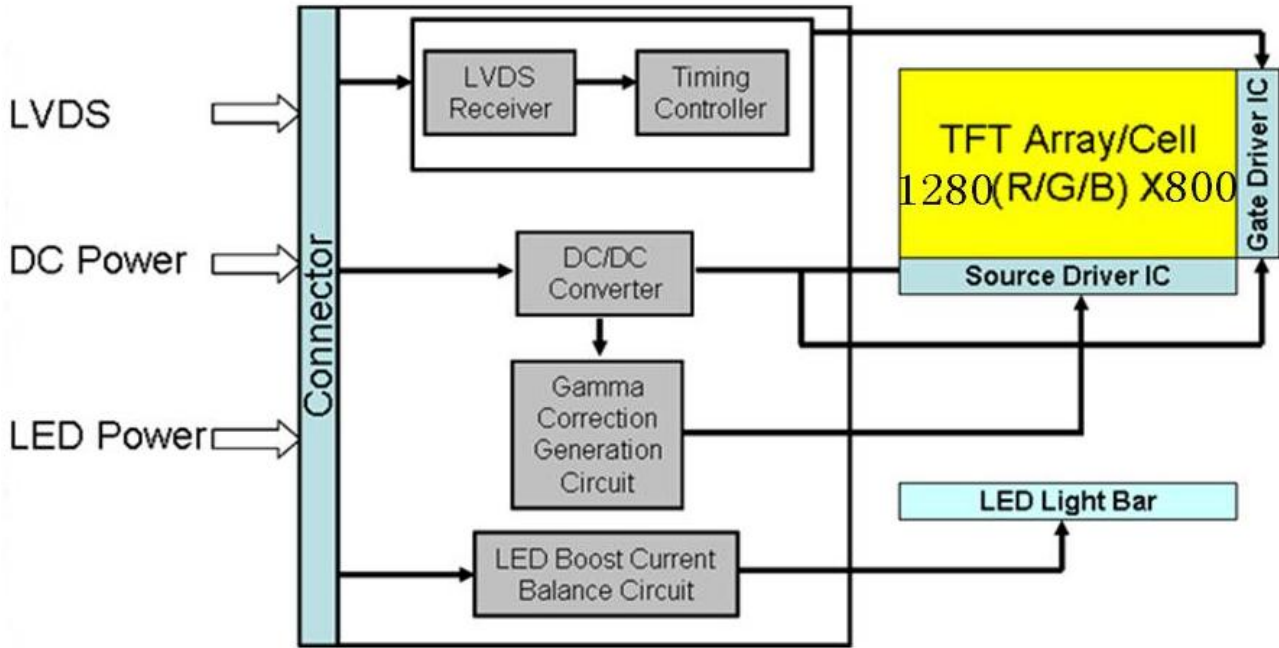 LVDS
DC Power
LED Power
Connector
LVDS
Receiver
Timing
Controller
DC/DC
Converter
Gamma
Correction
Generation
Circuit
LED Boost Current
Balance Circuit
TFT Array/Cell
1280(R/G/B) X800
Gate Driver IC
Source Driver IC
LED Light Bar